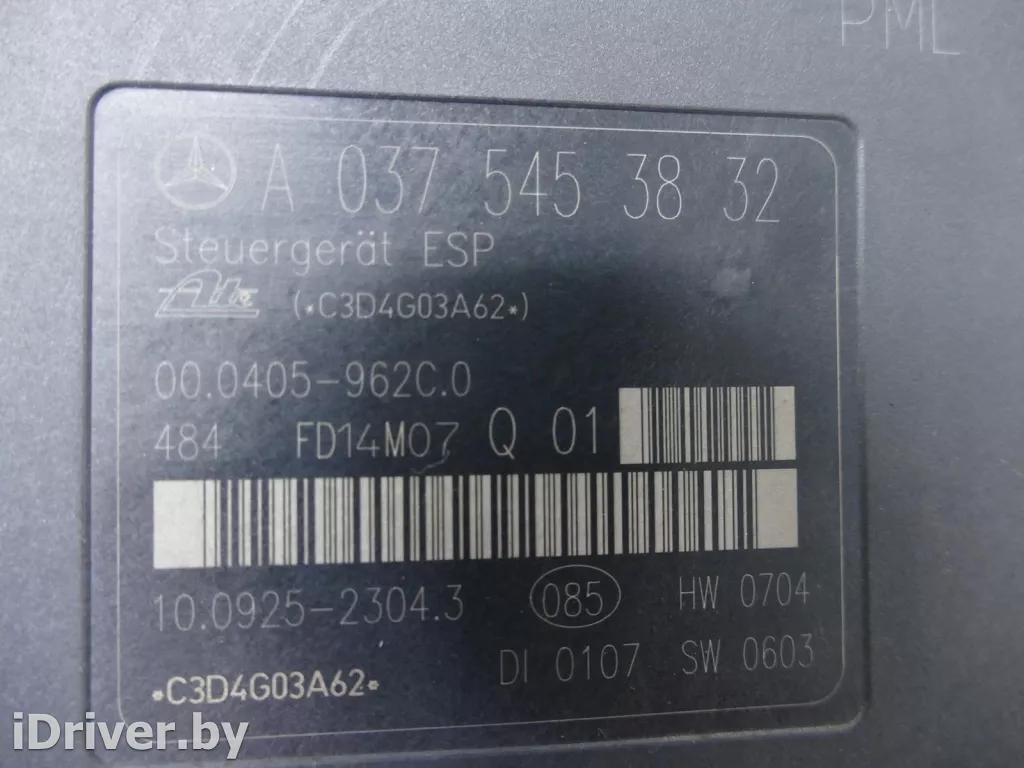 PML
A 037 545 38 32
Steuergerät ESP
Ate (*C3D4G03A62*)
00.0405-962C.0
484 FD14M07 Q 01
10.0925-2304.3 085 HW 0704
DI 0107 SW 0603
*C3D4G03A62*
iDriver.by